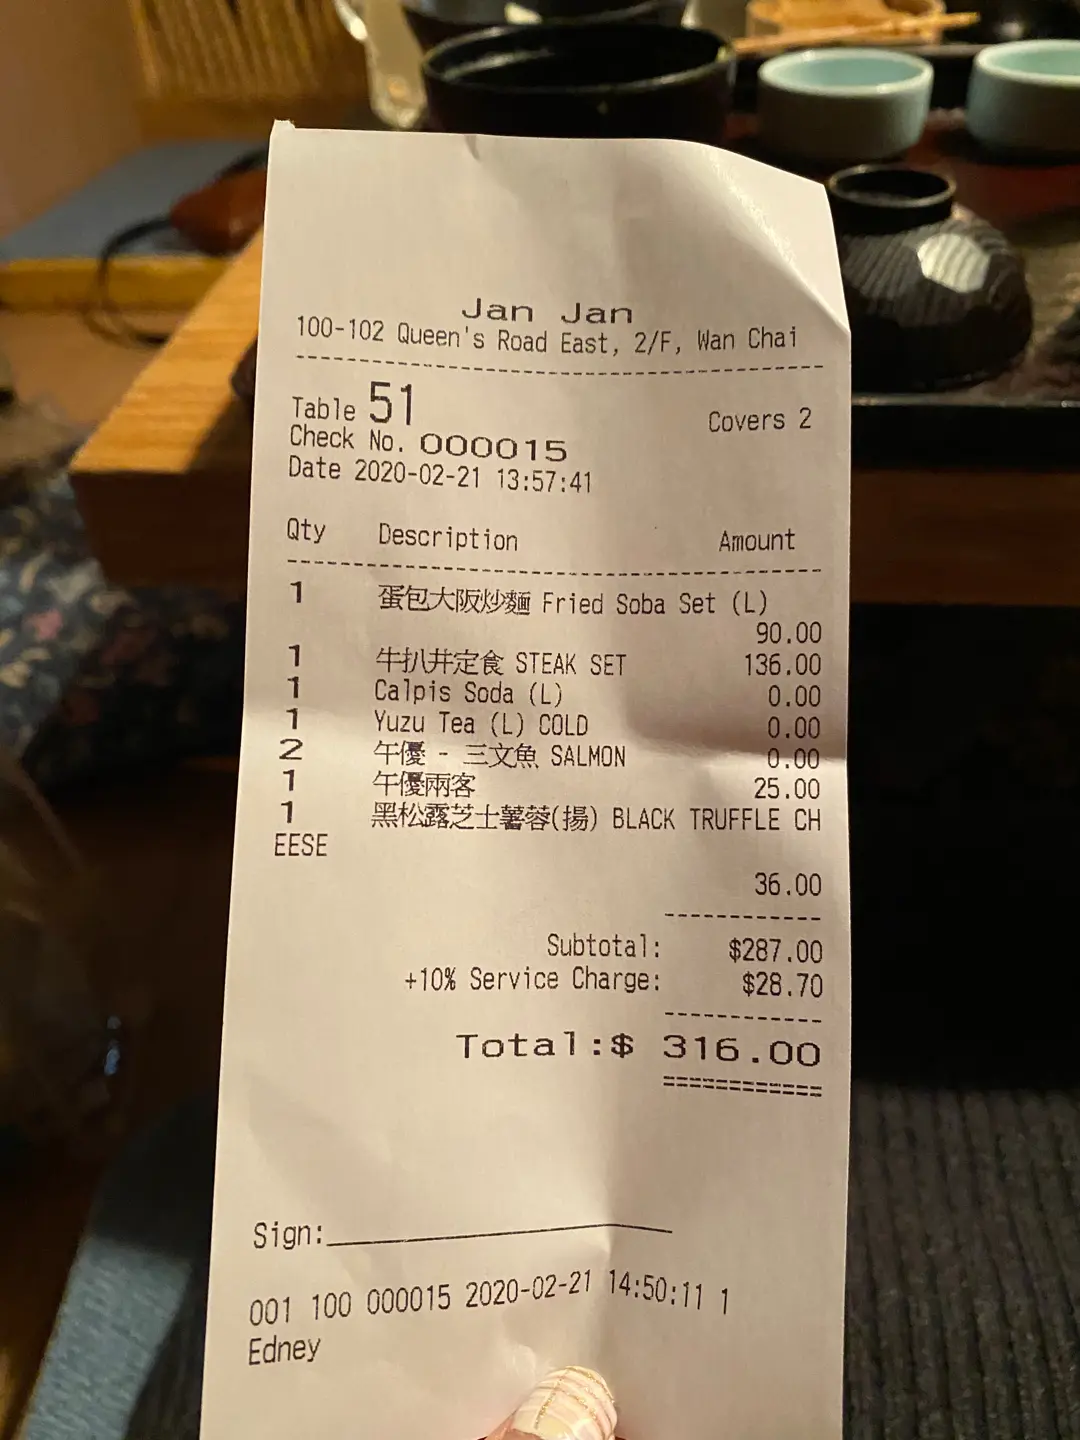 Jan Jan
100-102 Queen's Road East, 2/F, Wan Chai
Table 51 Covers 2
Check No. 000015
Date 2020-02-21 13:57:41
Qty Description Amount
1 蛋包大阪炒麵 Fried Soba Set (L)
90.00
1 牛扒丼定食 STEAK SET 136.00
1 Calpis Soda (L) 0.00
1 Yuzu Tea (L) COLD 0.00
2 午優 - 三文魚 SALMON 0.00
1 午優兩客 25.00
1 黑松露芝士薯蓉(揚) BLACK TRUFFLE CH
EESE
36.00
Subtotal: $287.00
+10% Service Charge: $28.70
Total:$ 316.00
Sign:
001 100 000015 2020-02-21 14:50:11 1
Edney